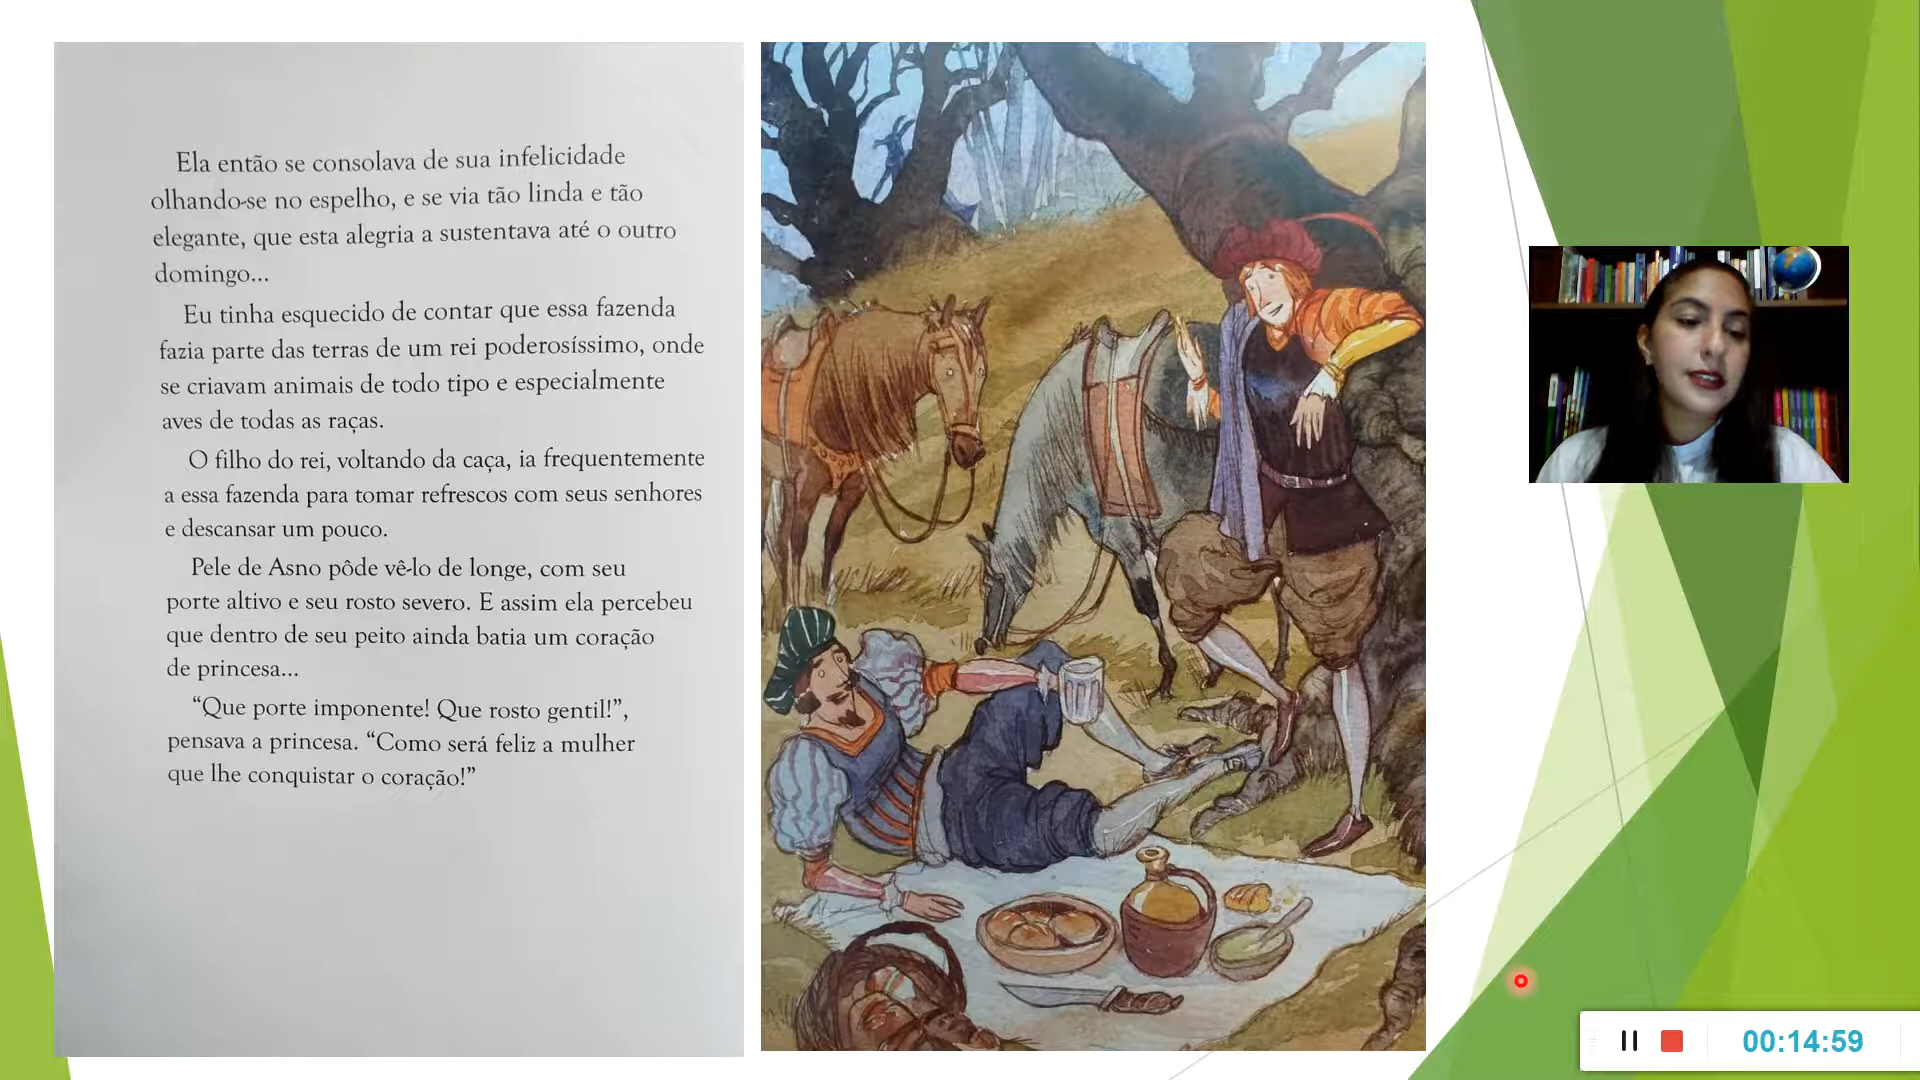 Ela então se consolava de sua infelicidade
olhando-se no espelho, e se via tão linda e tão
elegante, que esta alegria a sustentava até o outro
domingo...
Eu tinha esquecido de contar que essa fazenda
fazia parte das terras de um rei poderosíssimo, onde
se criavam animais de todo tipo e especialmente
aves de todas as raças.
O filho do rei, voltando da caça, ia frequentemente
a essa fazenda para tomar refrescos com seus senhores
e descansar um pouco.
Pele de Asno pôde vê-lo de longe, com seu
porte altivo e seu rosto severo. E assim ela percebeu
que dentro de seu peito ainda batia um coração
de princesa...
“Que porte imponente! Que rosto gentil!”,
pensava a princesa. “Como será feliz a mulher
que lhe conquistar o coração!”
00:14:59